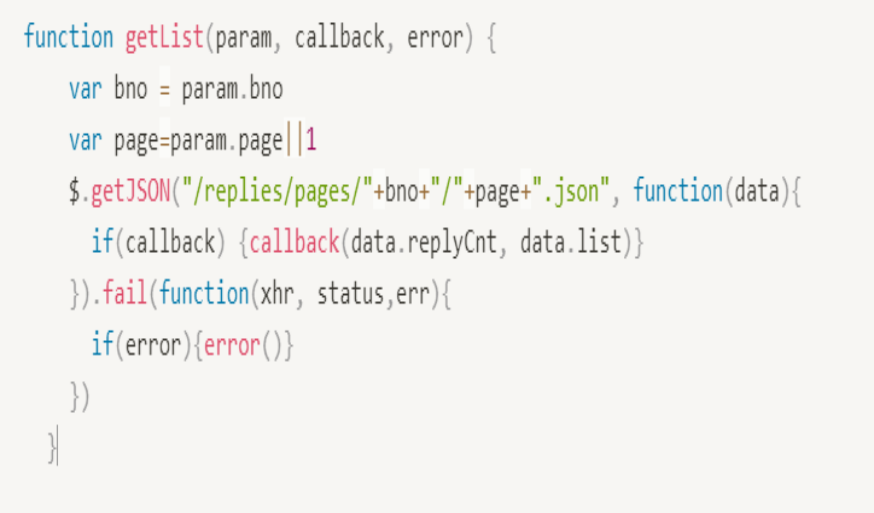 function getList(param, callback, error) {
var bno = param.bno
var page=param.page||1
$.getJSON("/replies/pages/"+bno+"/"+page+".json", function(data){
if(callback) {callback(data.replyCnt, data.list)}
}).fail(function(xhr, status,err){
if(error){error()}
})
}